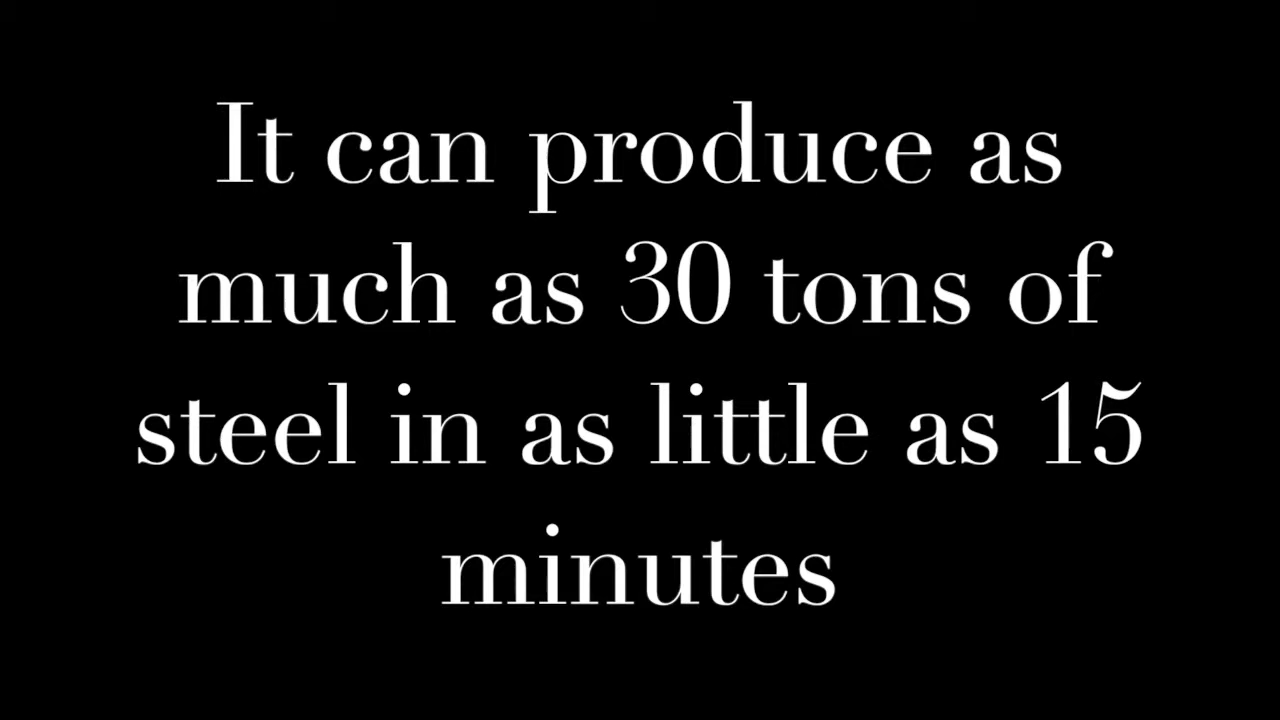 It can produce as
much as 30 tons of
steel in as little as 15
minutes